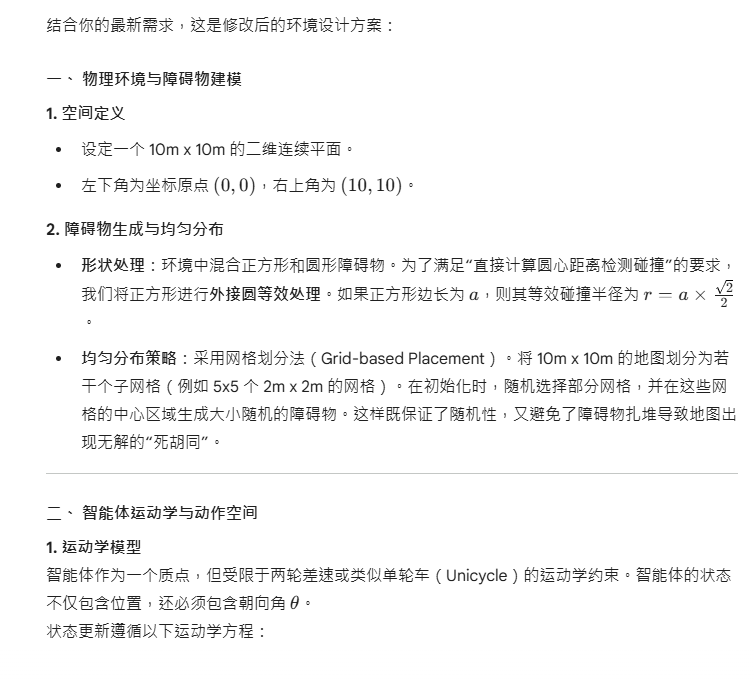 结合你的最新需求，这是修改后的环境设计方案：
一、 物理环境与障碍物建模
1. 空间定义
• 设定一个 10m x 10m 的二维连续平面。
• 左下角为坐标原点 (0, 0)，右上角为 (10, 10)。
2. 障碍物生成与均匀分布
• 形状处理：环境中混合正方形和圆形障碍物。为了满足“直接计算圆心距离检测碰撞”的要求，
我们将正方形进行外接圆等效处理。如果正方形边长为 a，则其等效碰撞半径为 r = a × √2/2
。
• 均匀分布策略：采用网格划分法（Grid-based Placement）。将 10m x 10m 的地图划分为若
干个子网格（例如 5x5 个 2m x 2m 的网格）。在初始化时，随机选择部分网格，并在这些网
格的中心区域生成大小随机的障碍物。这样既保证了随机性，又避免了障碍物扎堆导致地图出
现无解的“死胡同”。
二、 智能体运动学与动作空间
1. 运动学模型
智能体作为一个质点，但受限于两轮差速或类似单轮车（Unicycle）的运动学约束。智能体的状态
不仅包含位置，还必须包含朝向角 θ。
状态更新遵循以下运动学方程：